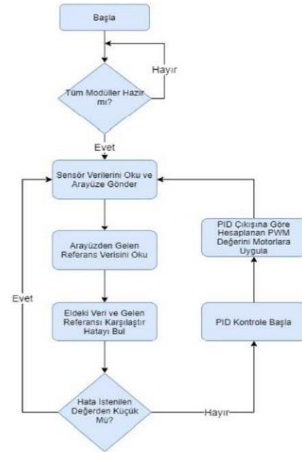 Başla
Hayır
Tüm Modüller Hazır
mı?
Evet
Sensör Verilerini Oku ve
Arayüze Gönder
Arayüzden Gelen
Referans Verisini Oku
PID Çıkışına Göre
Hesaplanan PWM
Değerini Motorlara
Uygula
Evet
Eldeki Veri ve Gelen
Referansı Karşılaştır
Hatayı Bul
PID Kontrole Başla
Hata İstenilen
Değerden Küçük
Mü?
Hayır